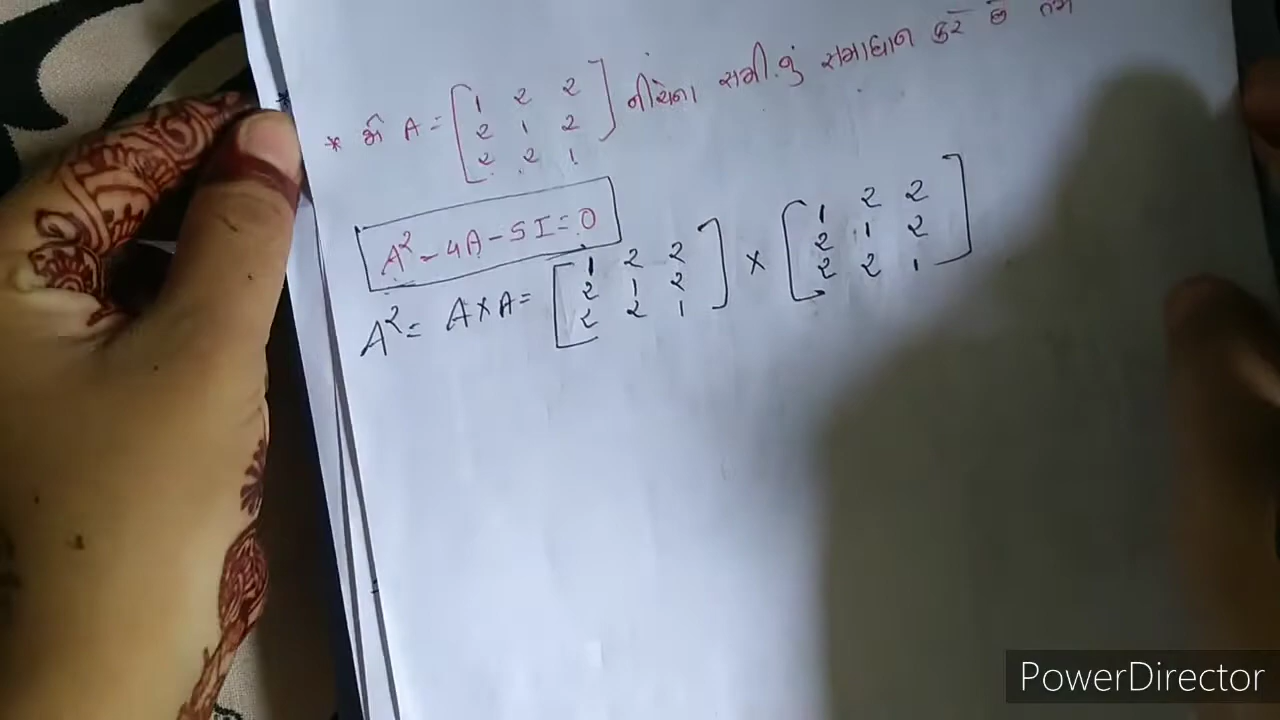 * જો A = [ 1 2 2 નીચેના સમી.નું સમાધાન કરે છે તેમ
2 1 2
2 2 1 ]
A² - 4A - 5I = 0
A² = A × A = [ 1 2 2 × [ 1 2 2
2 1 2 2 1 2
2 2 1 ] 2 2 1 ]
PowerDirector